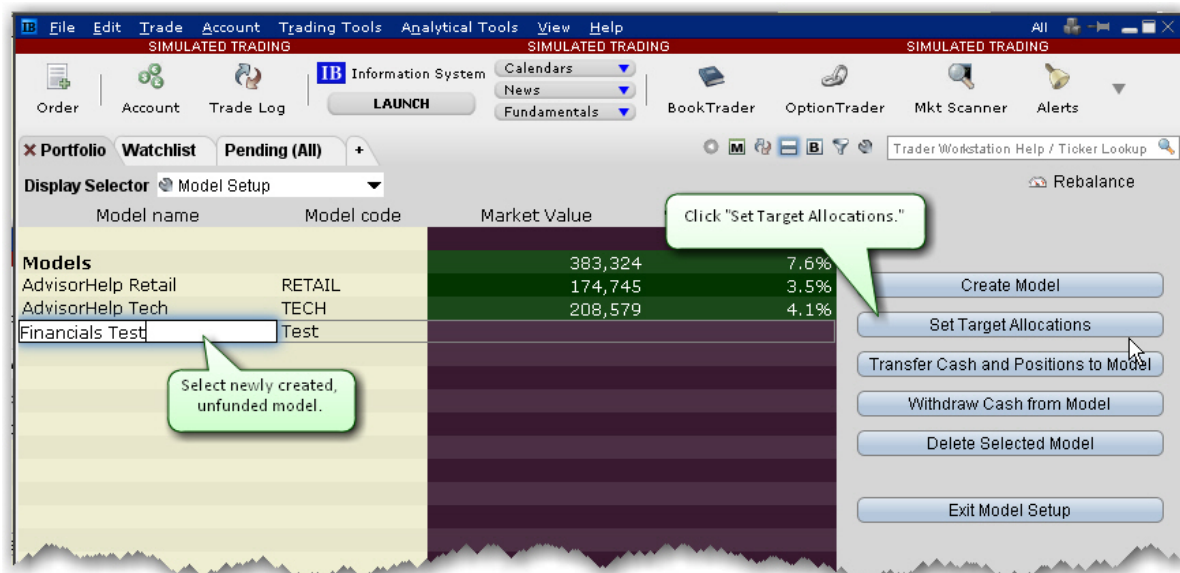 IB File Edit Trade Account Trading Tools Analytical Tools View Help All
SIMULATED TRADING SIMULATED TRADING SIMULATED TRADING
IB Information System
Calendars
News
Fundamentals
LAUNCH
Order Account Trade Log BookTrader OptionTrader Mkt Scanner Alerts
Portfolio Watchlist Pending (All) + M B Trader Workstation Help / Ticker Lookup
Display Selector Model Setup Rebalance
Model name Model code Market Value
Click "Set Target Allocations."
Models 383,324 7.6%
AdvisorHelp Retail RETAIL 174,745 3.5%
AdvisorHelp Tech TECH 208,579 4.1%
Financials Test Test
Select newly created,
unfunded model.
Create Model
Set Target Allocations
Transfer Cash and Positions to Model
Withdraw Cash from Model
Delete Selected Model
Exit Model Setup